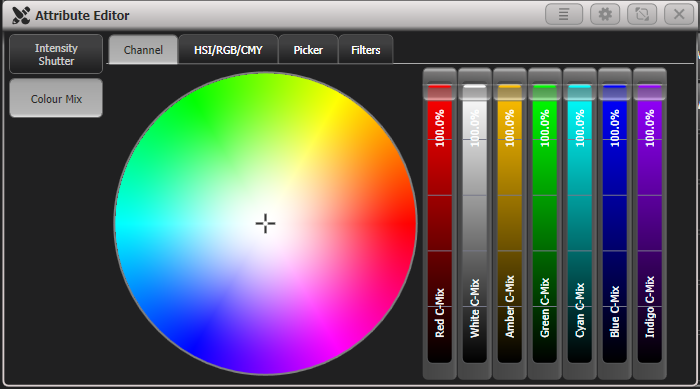 Attribute Editor
Intensity
Shutter
Colour Mix
Channel
HSI/RGB/CMY
Picker
Filters
100.0%
100.0%
100.0%
100.0%
100.0%
100.0%
100.0%
Red C-Mix
White C-Mix
Amber C-Mix
Green C-Mix
Cyan C-Mix
Blue C-Mix
Indigo C-Mix